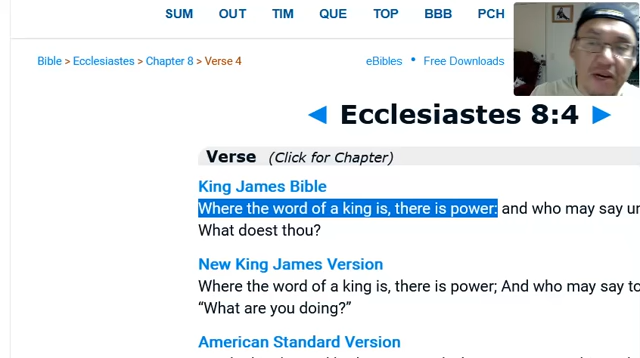 SUM OUT TIM QUE TOP BBB PCH
Bible > Ecclesiastes > Chapter 8 > Verse 4
eBibles • Free Downloads
◄ Ecclesiastes 8:4 ►
Verse (Click for Chapter)
King James Bible
Where the word of a king is, there is power: and who may say
What doest thou?
New King James Version
Where the word of a king is, there is power; And who may say to
“What are you doing?”
American Standard Version